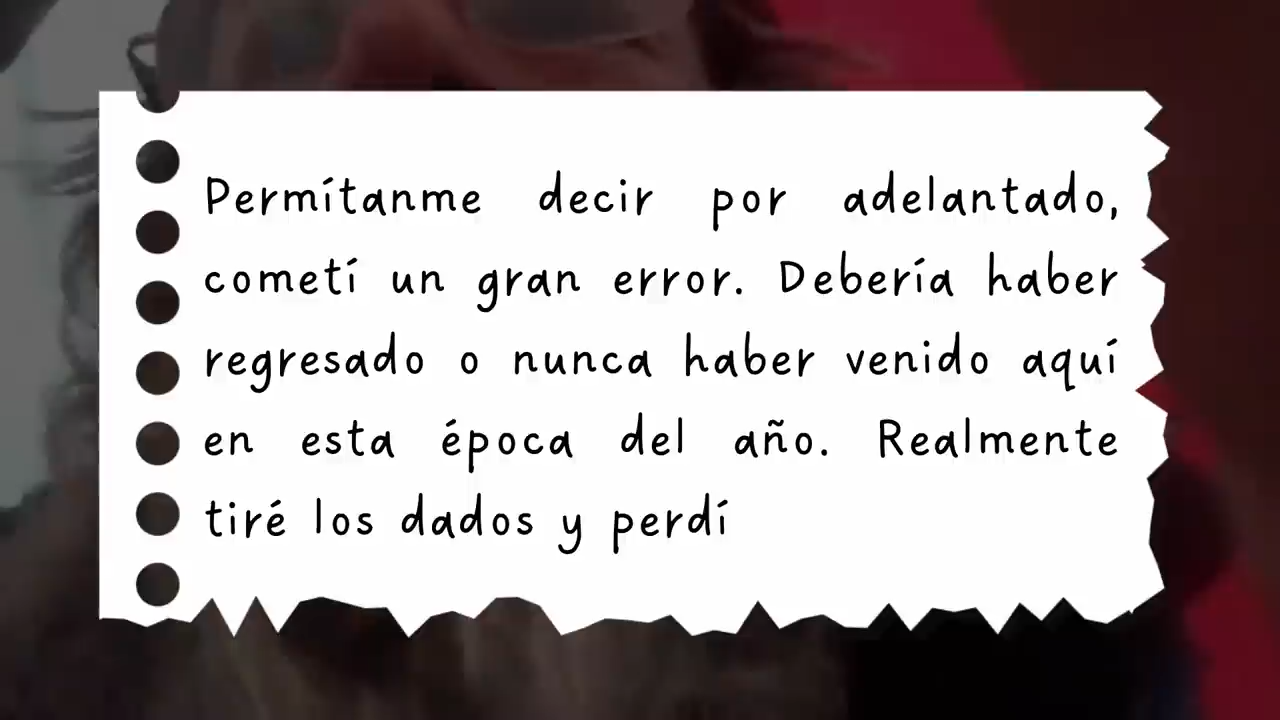 Permítanme decir por adelantado,
cometí un gran error. Debería haber
regresado o nunca haber venido aquí
en esta época del año. Realmente
tiré los dados y perdí